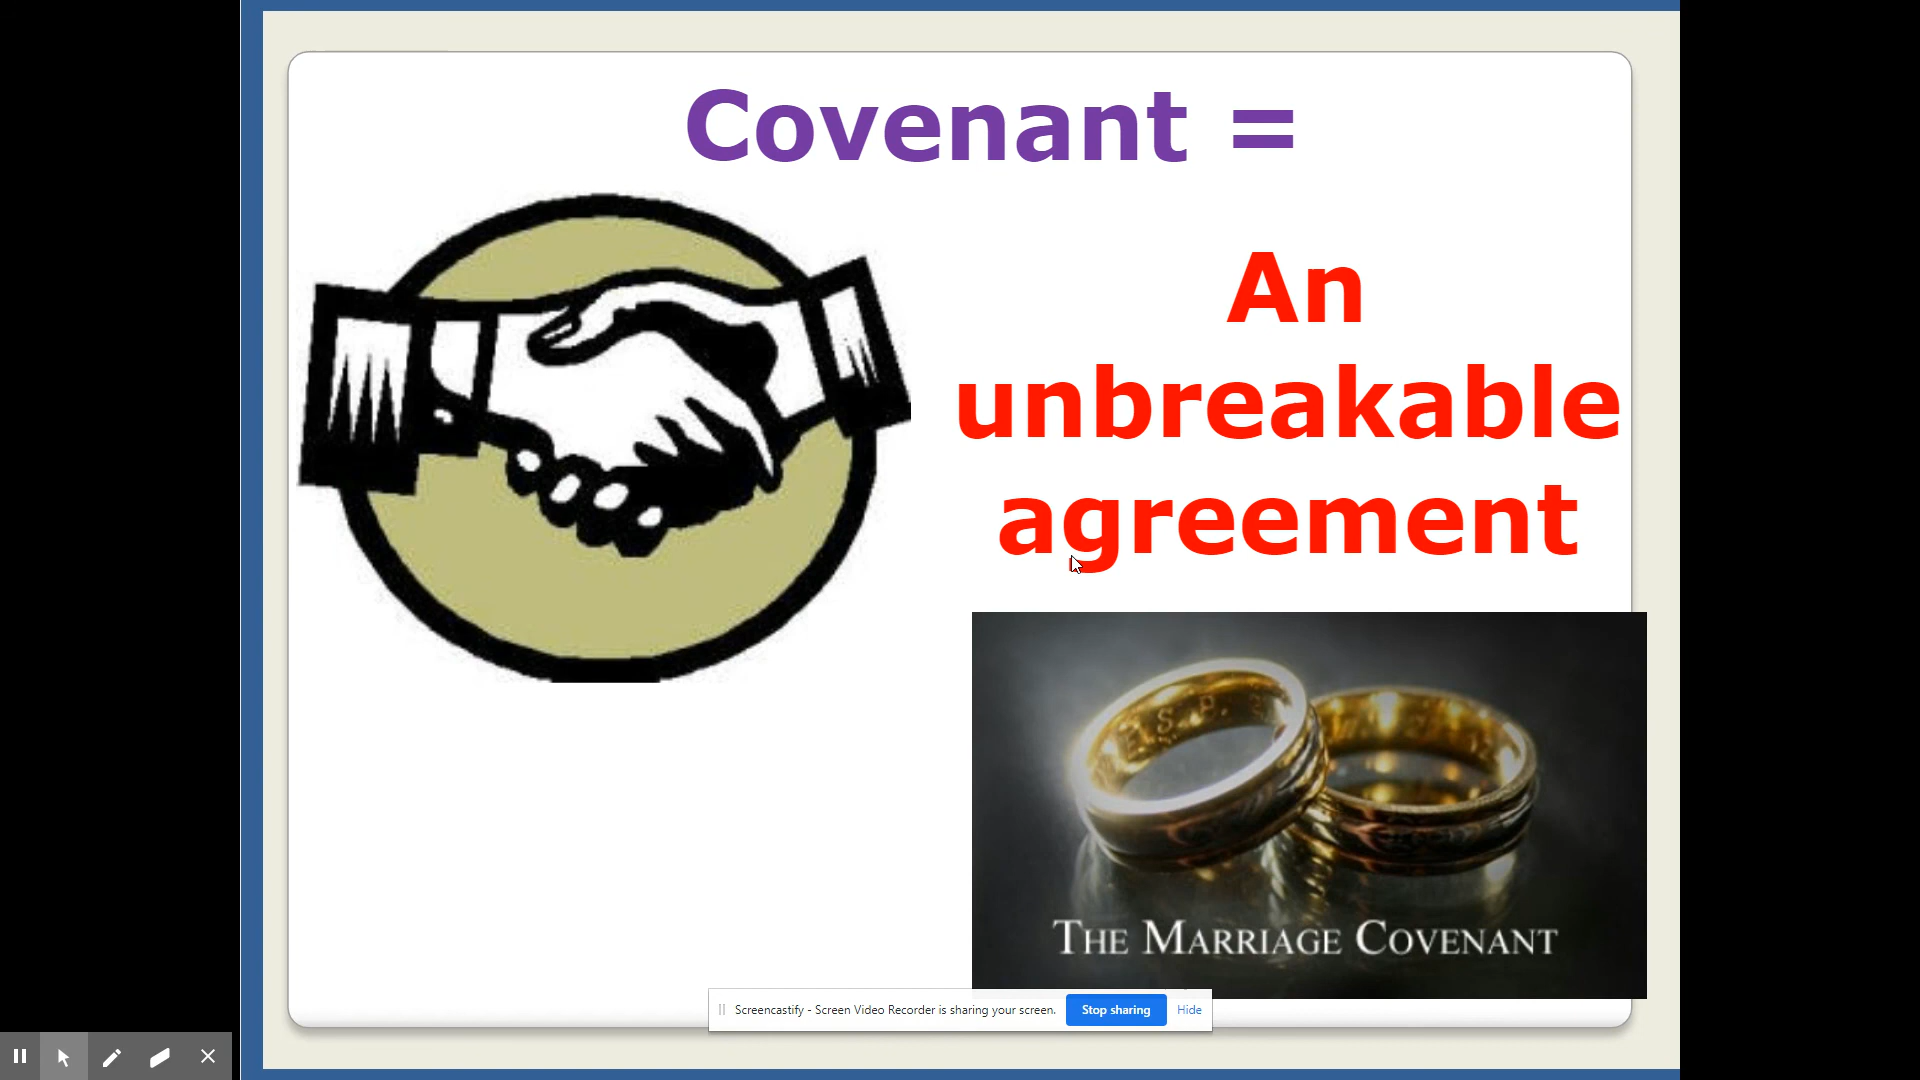 Covenant =
An
unbreakable
agreement
S. P.
THE MARRIAGE COVENANT
Screencastify - Screen Video Recorder is sharing your screen.
Stop sharing
Hide